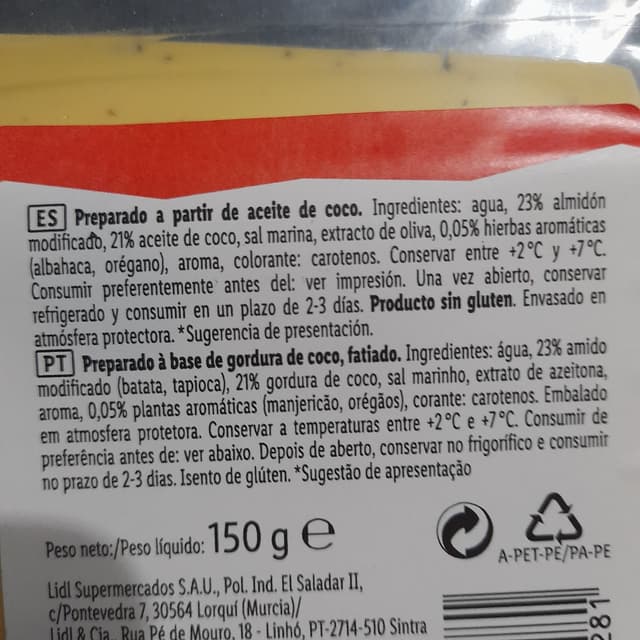 ES Preparado a partir de aceite de coco. Ingredientes: agua, 23% almidón
modificado, 21% aceite de coco, sal marina, extracto de oliva, 0,05% hierbas aromáticas
(albahaca, orégano), aroma, colorante: carotenos. Conservar entre +2°C y +7°C.
Consumir preferentemente antes del: ver impresión. Una vez abierto, conservar
refrigerado y consumir en un plazo de 2-3 días. Producto sin gluten. Envasado en
atmósfera protectora. *Sugerencia de presentación.
PT Preparado à base de gordura de coco, fatiado. Ingredientes: água, 23% amido
modificado (batata, tapioca), 21% gordura de coco, sal marinho, extrato de azeitona,
aroma, 0,05% plantas aromáticas (manjericão, orégãos), corante: carotenos. Embalado
em atmosfera protetora. Conservar a temperaturas entre +2°C e +7°C. Consumir de
preferência antes de: ver abaixo. Depois de aberto, conservar no frigorífico e consumir
no prazo de 2-3 dias. Isento de glúten. *Sugestão de apresentação
Peso neto:/Peso líquido: 150 g e
A-PET-PE/PA-PE
Lidl Supermercados S.A.U., Pol. Ind. El Saladar II,
c/Pontevedra 7, 30564 Lorquí (Murcia)/
Lidl & Cia., Rua Pé de Mouro, 18 - Linhó, PT-2714-510 Sintra
281